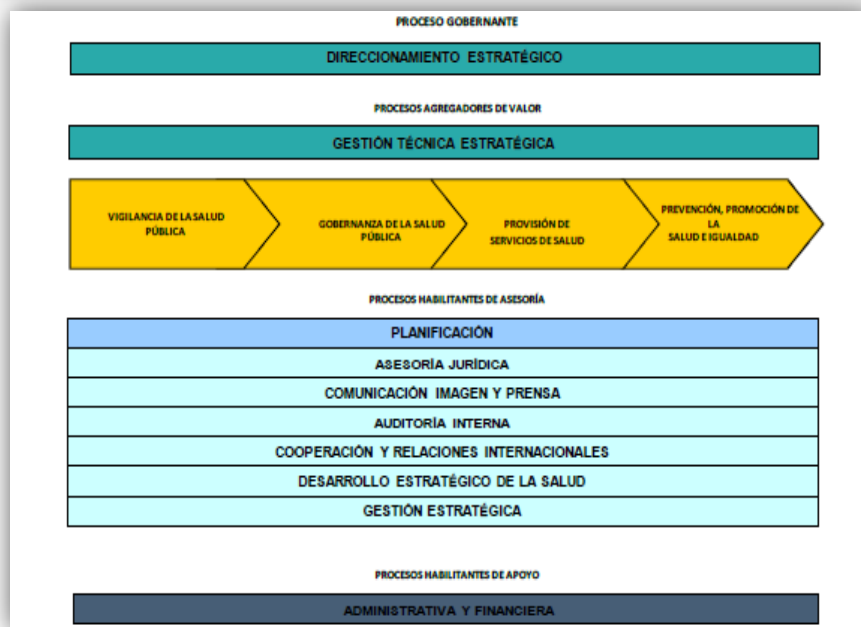 PROCESO GOBERNANTE
DIRECCIONAMIENTO ESTRATÉGICO
PROCESOS AGREGADORES DE VALOR
GESTIÓN TÉCNICA ESTRATÉGICA
VIGILANCIA DE LA SALUD
PÚBLICA
GOBERNANZA DE LA SALUD
PÚBLICA
PROVISIÓN DE
SERVICIOS DE SALUD
PREVENCIÓN, PROMOCIÓN DE
LA
SALUD E IGUALDAD
PROCESOS HABILITANTES DE ASESORÍA
PLANIFICACIÓN
ASESORÍA JURÍDICA
COMUNICACIÓN IMAGEN Y PRENSA
AUDITORÍA INTERNA
COOPERACIÓN Y RELACIONES INTERNACIONALES
DESARROLLO ESTRATÉGICO DE LA SALUD
GESTIÓN ESTRATÉGICA
PROCESOS HABILITANTES DE APOYO
ADMINISTRATIVA Y FINANCIERA